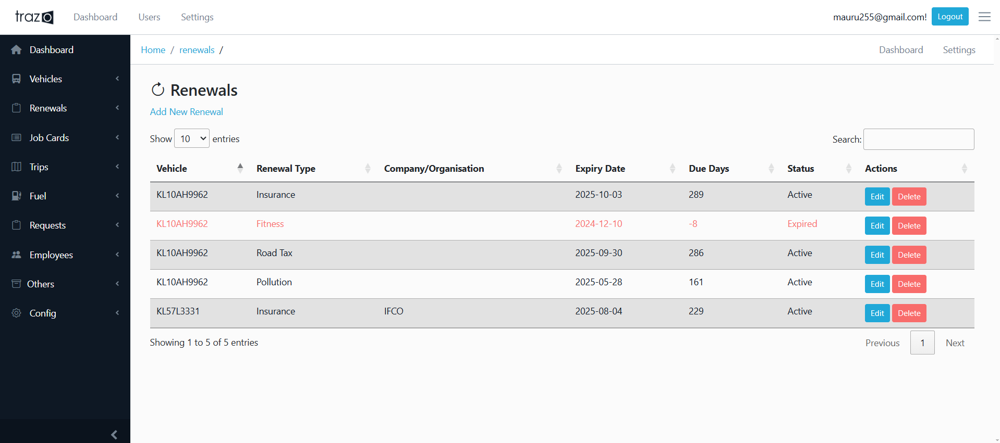 trazo Dashboard Users Settings mauru255@gmail.com! Logout
Dashboard
Vehicles
Renewals
Job Cards
Trips
Fuel
Requests
Employees
Others
Config
Home / renewals / Dashboard Settings
Renewals
Add New Renewal
Show 10 entries Search:
Vehicle Renewal Type Company/Organisation Expiry Date Due Days Status Actions
KL10AH9962 Insurance 2025-10-03 289 Active Edit Delete
KL10AH9962 Fitness 2024-12-10 -8 Expired Edit Delete
KL10AH9962 Road Tax 2025-09-30 286 Active Edit Delete
KL10AH9962 Pollution 2025-05-28 161 Active Edit Delete
KL57L3331 Insurance IFCO 2025-08-04 229 Active Edit Delete
Showing 1 to 5 of 5 entries Previous 1 Next